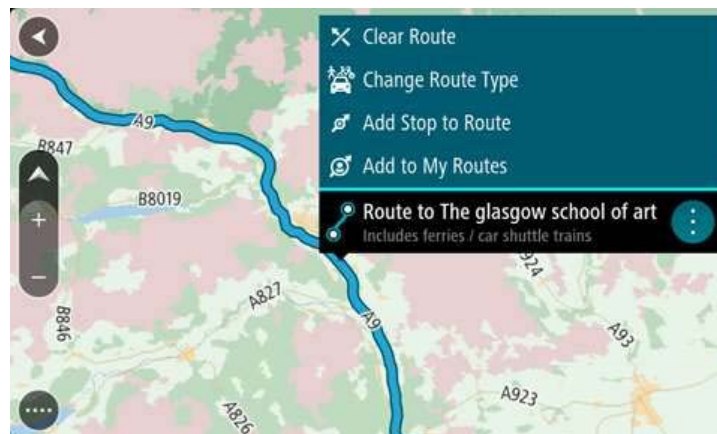 Clear Route
Change Route Type
Add Stop to Route
Add to My Routes
Route to The glasgow school of art
Includes ferries / car shuttle trains
A9
B847
B8019
A827
B846
A9
A924
A93
A923
A826